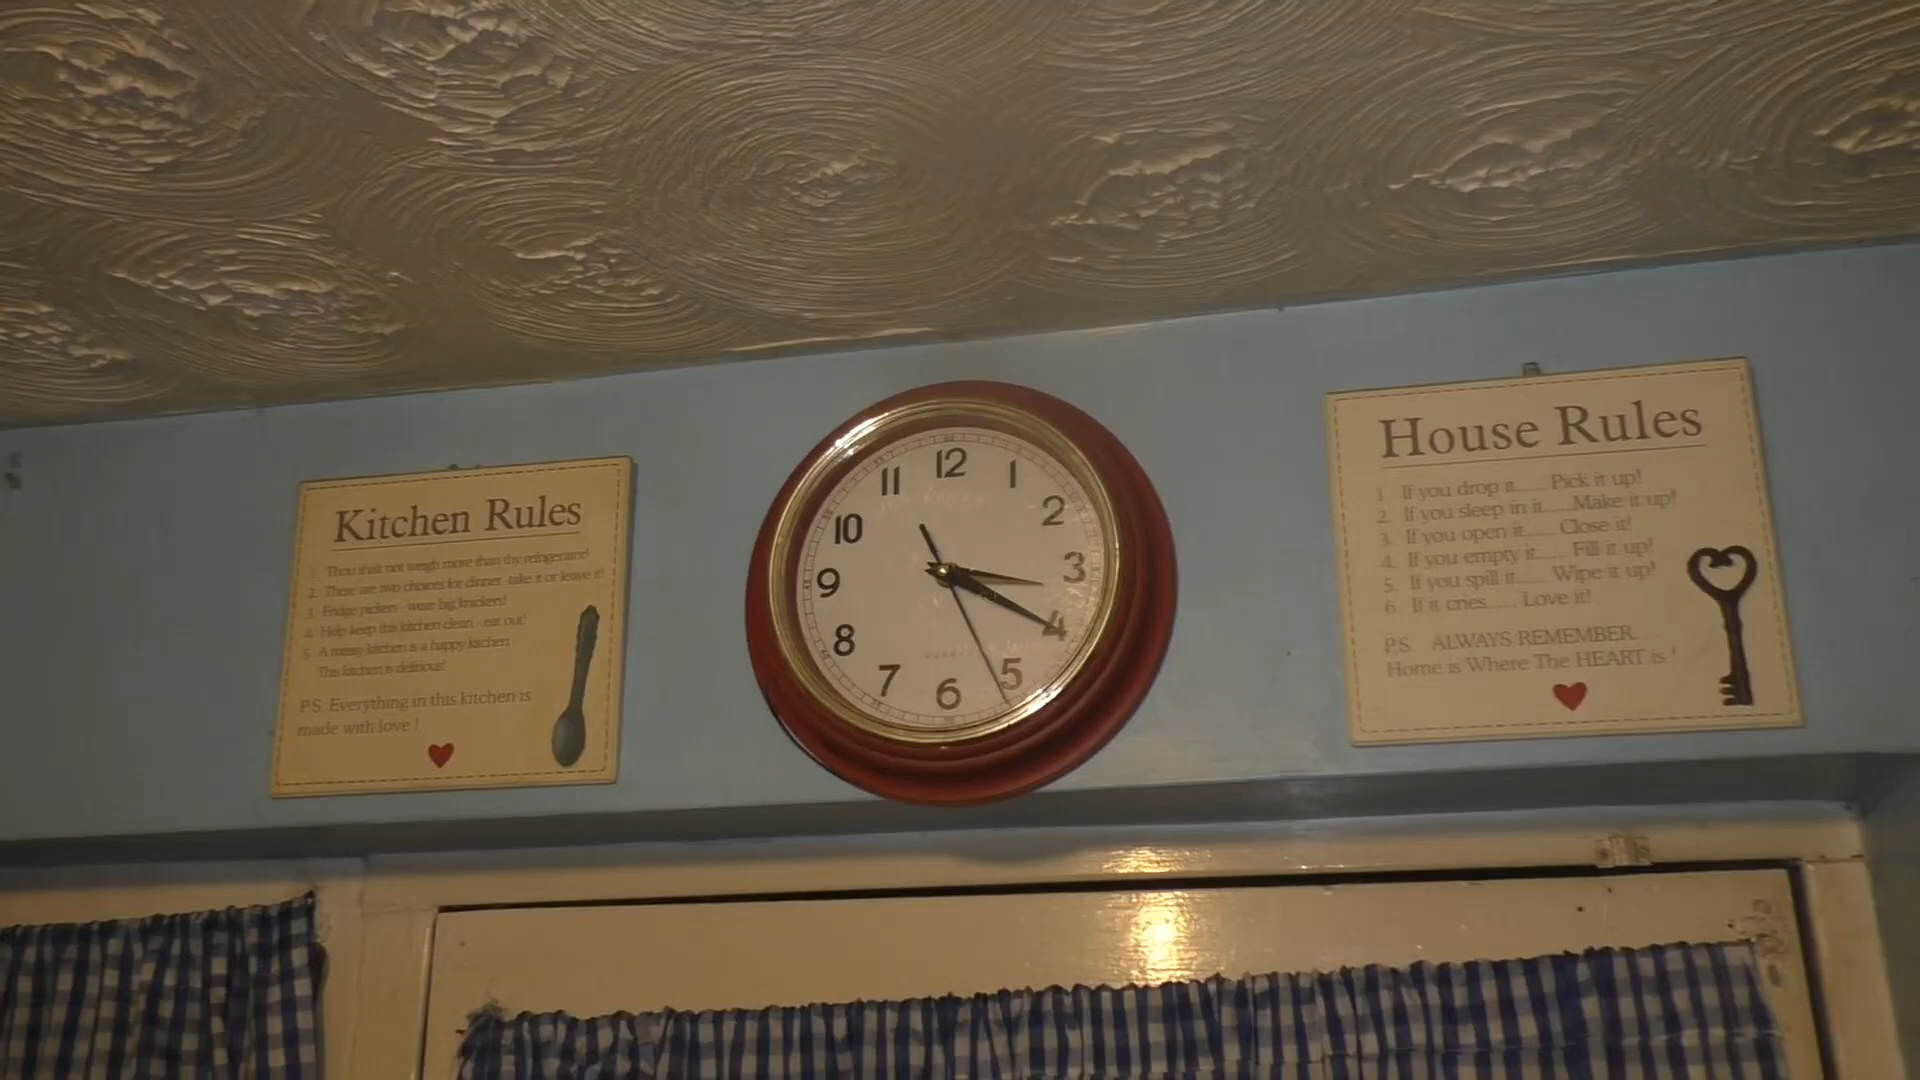 Kitchen Rules
1. Thou shalt not weigh more than thy refrigerator!
2. There are two choices for dinner - take it or leave it!
3. Fridge pickers - wear big knickers!
4. Help keep this kitchen clean - eat out!
5. A messy kitchen is a happy kitchen
This kitchen is delirious!
P.S. Everything in this kitchen is
made with love !
12
1
2
3
4
5
6
7
8
9
10
11
House Rules
1. If you drop it...... Pick it up!
2. If you sleep in it......Make it up!
3. If you open it...... Close it!
4. If you empty it...... Fill it up!
5. If you spill it...... Wipe it up!
6. If it cries...... Love it!
P.S. ALWAYS REMEMBER.
Home is Where The HEART is !